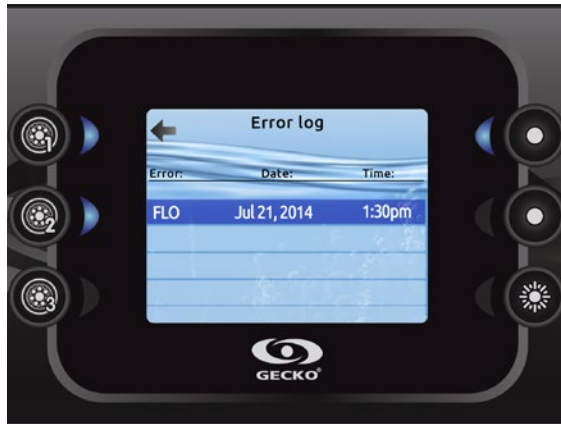 Error log
Error: Date: Time:
FLO Jul 21, 2014 1:30pm
1
2
3
GECKO®